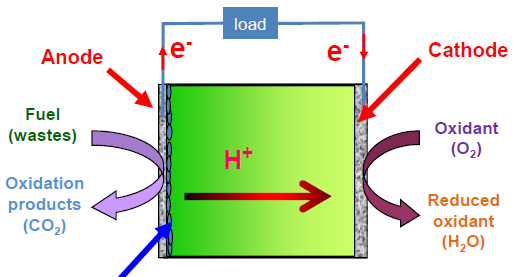 load
e⁻
e⁻
Anode
Cathode
Fuel
(wastes)
Oxidant
(O₂)
H⁺
Oxidation
products
(CO₂)
Reduced
oxidant
(H₂O)